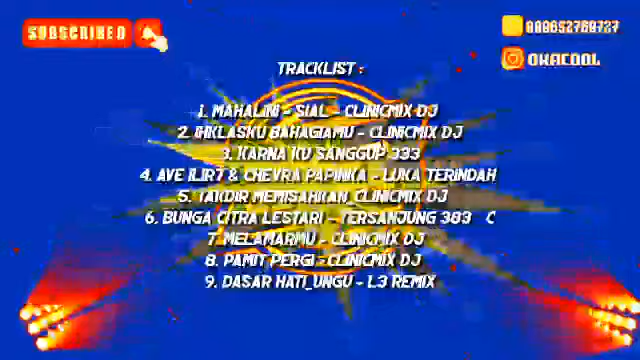 SUBSCRIBED
OKACOOL
TRACKLIST :
1. MAHALINI - SIAL - CLINICMIX DJ
2. IHKLASKU BAHAGIAMU - CLINICMIX DJ
3. KARNA KU SANGGUP 333
4. AVE ILIR7 & CHEVRA PAPINKA - LUKA TERINDAH
5. TAKDIR MEMISAHKAN_CLINICMIX DJ
6. BUNGA CITRA LESTARI - TERSANJUNG 383 C
7. MELAMARMU - CLINICMIX DJ
8. PAMIT PERGI - CLINICMIX DJ
9. DASAR HATI_UNGU - L3 REMIX